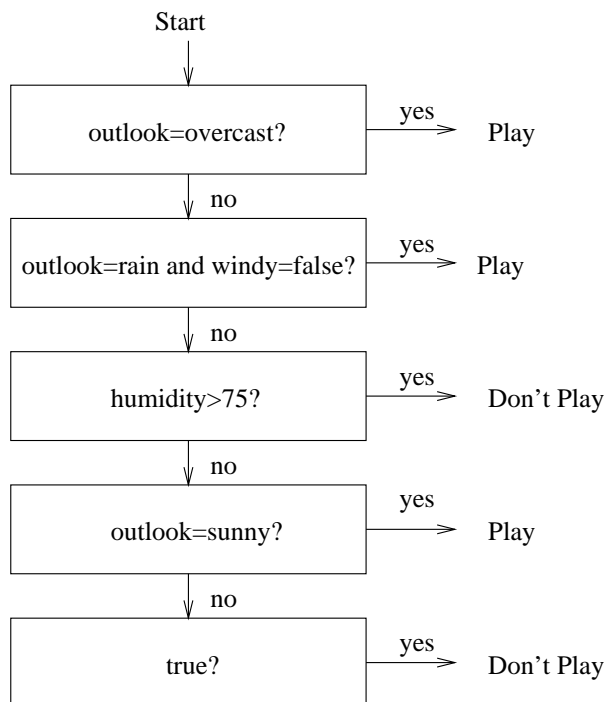 Start
outlook=overcast?
yes
Play
no
outlook=rain and windy=false?
yes
Play
no
humidity>75?
yes
Don't Play
no
outlook=sunny?
yes
Play
no
true?
yes
Don't Play